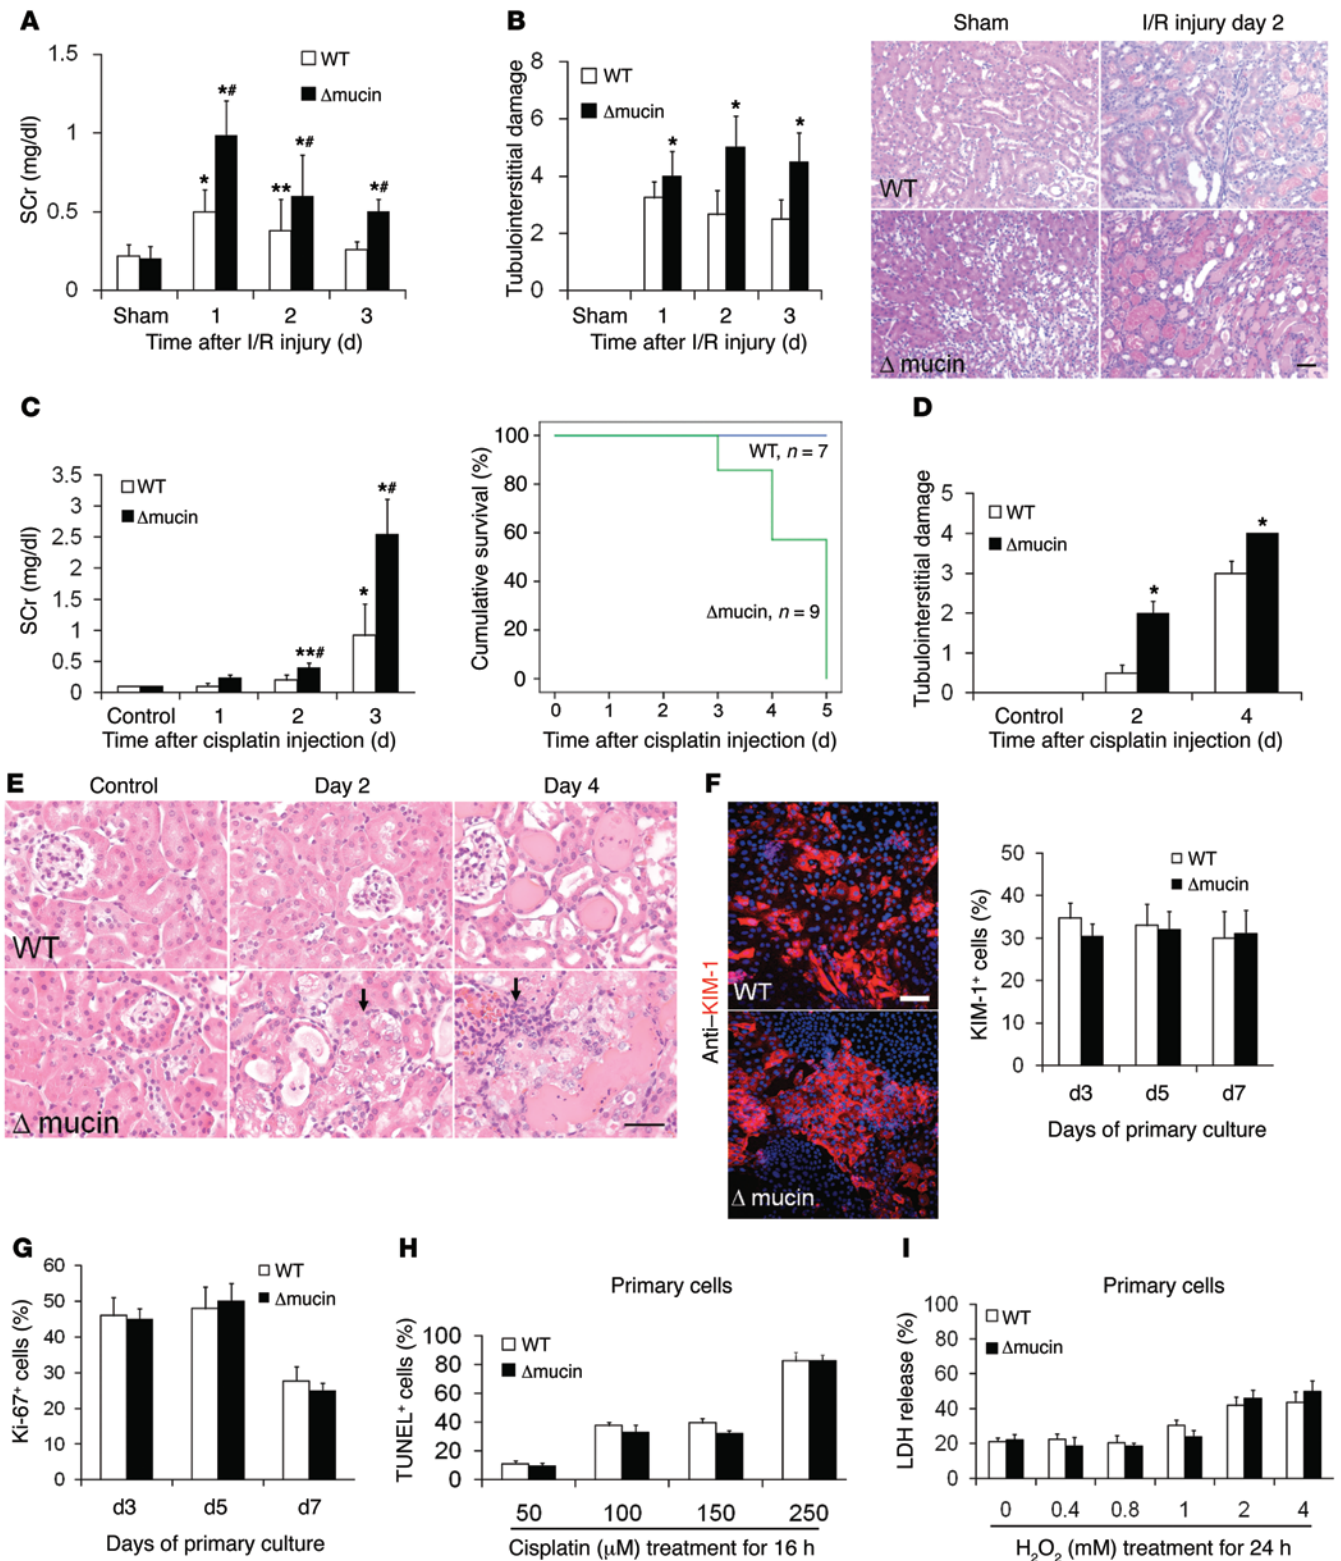 A
SCr (mg/dl)
1.5
1
0.5
0
WT
Δmucin
*
*#
**
*#
*#
Sham 1 2 3
Time after I/R injury (d)
B
Tubulointerstitial damage
8
6
4
2
0
WT
Δmucin
*
*
*
Sham 1 2 3
Time after I/R injury (d)
Sham I/R injury day 2
WT
Δ mucin
C
SCr (mg/dl)
3.5
3
2.5
2
1.5
1
0.5
0
WT
Δmucin
**#
*
*#
Control 1 2 3
Time after cisplatin injection (d)
Cumulative survival (%)
100
80
60
40
20
0
WT, n = 7
Δmucin, n = 9
0 1 2 3 4 5
Time after cisplatin injection (d)
D
Tubulointerstitial damage
5
4
3
2
1
0
WT
Δmucin
*
*
Control 2 4
Time after cisplatin injection (d)
E
Control Day 2 Day 4
WT
Δ mucin
F
Anti–KIM-1
WT
Δ mucin
KIM-1⁺ cells (%)
50
40
30
20
10
0
WT
Δmucin
d3 d5 d7
Days of primary culture
G
Ki-67⁺ cells (%)
60
50
40
30
20
10
0
WT
Δmucin
d3 d5 d7
Days of primary culture
H
Primary cells
TUNEL⁺ cells (%)
100
80
60
40
20
0
WT
Δmucin
50 100 150 250
Cisplatin (μM) treatment for 16 h
I
Primary cells
LDH release (%)
100
80
60
40
20
0
WT
Δmucin
0 0.4 0.8 1 2 4
H₂O₂ (mM) treatment for 24 h